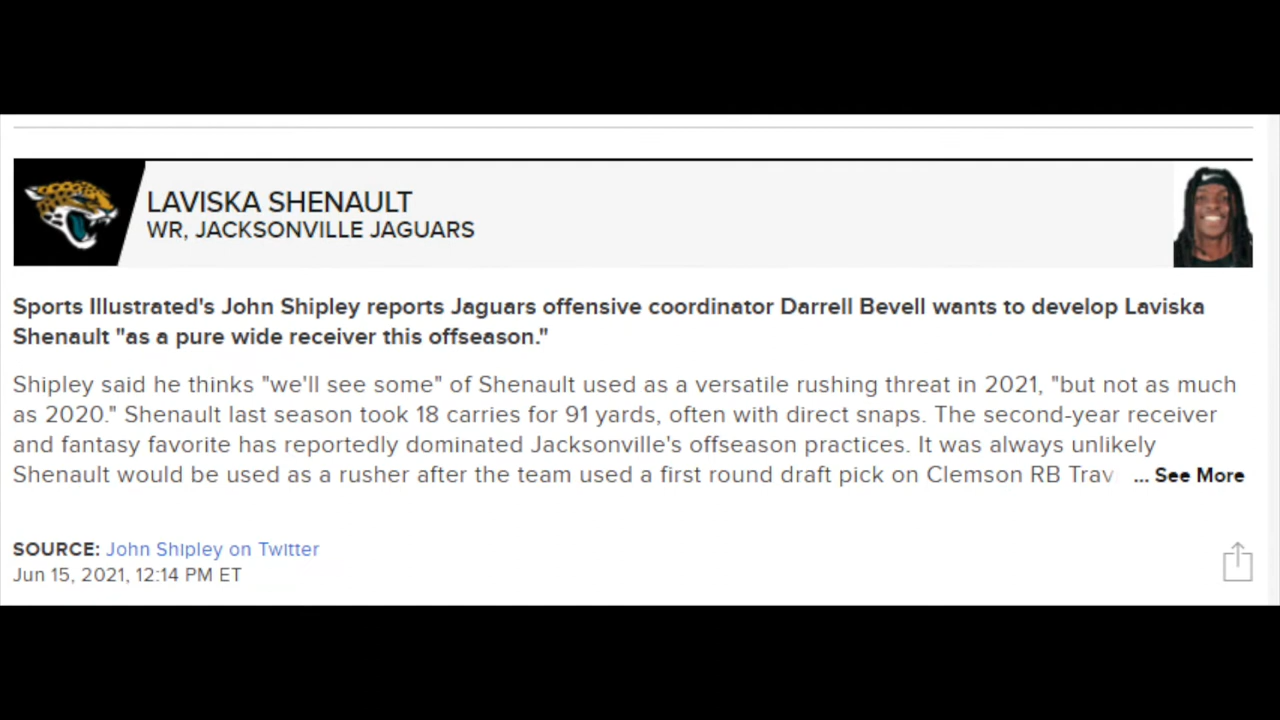 LAVISKA SHENAULT
WR, JACKSONVILLE JAGUARS
Sports Illustrated's John Shipley reports Jaguars offensive coordinator Darrell Bevell wants to develop Laviska
Shenault "as a pure wide receiver this offseason."
Shipley said he thinks "we'll see some" of Shenault used as a versatile rushing threat in 2021, "but not as much
as 2020." Shenault last season took 18 carries for 91 yards, often with direct snaps. The second-year receiver
and fantasy favorite has reportedly dominated Jacksonville's offseason practices. It was always unlikely
Shenault would be used as a rusher after the team used a first round draft pick on Clemson RB Trav ... See More
SOURCE: John Shipley on Twitter
Jun 15, 2021, 12:14 PM ET